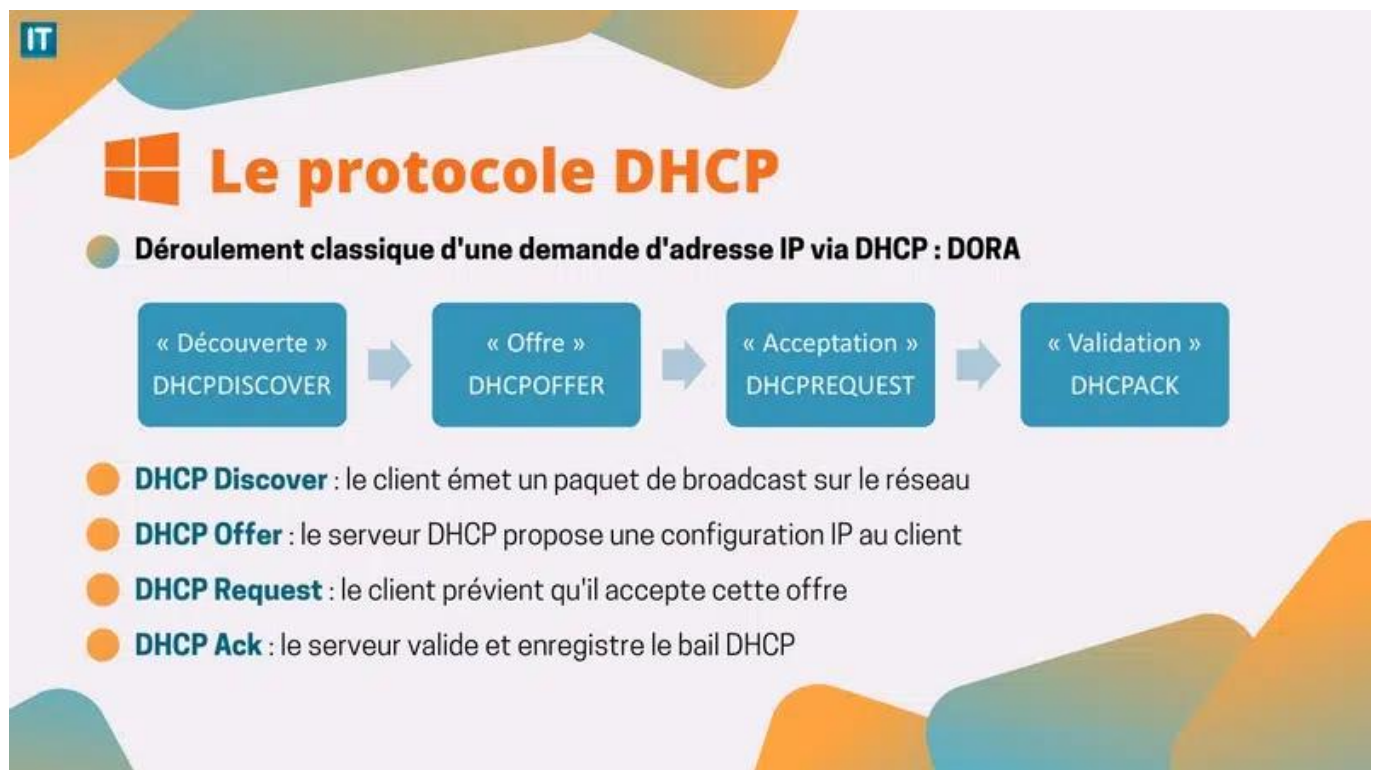 IT
Le protocole DHCP
Déroulement classique d'une demande d'adresse IP via DHCP : DORA
« Découverte »
DHCPDISCOVER
« Offre »
DHCPOFFER
« Acceptation »
DHCPREQUEST
« Validation »
DHCPACK
DHCP Discover : le client émet un paquet de broadcast sur le réseau
DHCP Offer : le serveur DHCP propose une configuration IP au client
DHCP Request : le client prévient qu'il accepte cette offre
DHCP Ack : le serveur valide et enregistre le bail DHCP